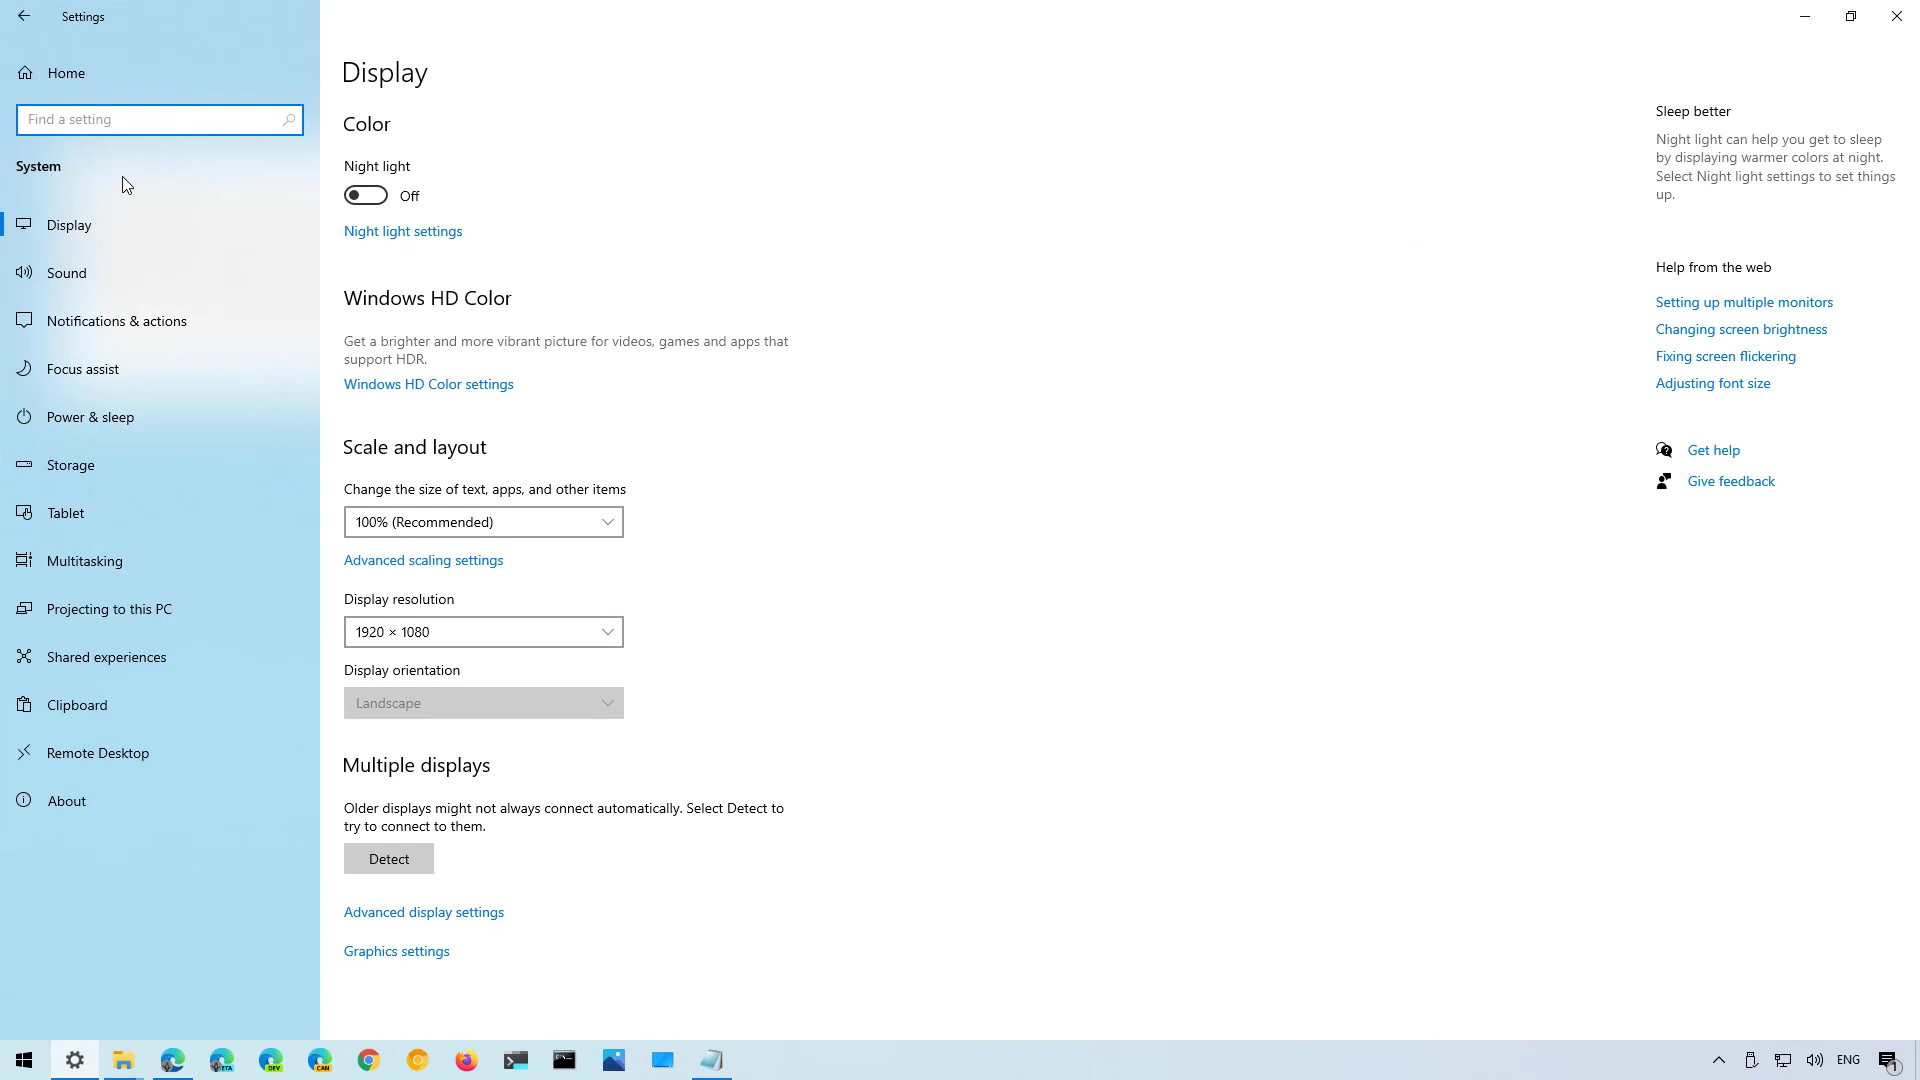 Settings
Home
Find a setting
System
Display
Sound
Notifications & actions
Focus assist
Power & sleep
Storage
Tablet
Multitasking
Projecting to this PC
Shared experiences
Clipboard
Remote Desktop
About
Display
Color
Night light
Off
Night light settings
Windows HD Color
Get a brighter and more vibrant picture for videos, games and apps that
support HDR.
Windows HD Color settings
Scale and layout
Change the size of text, apps, and other items
100% (Recommended)
Advanced scaling settings
Display resolution
1920 × 1080
Display orientation
Landscape
Multiple displays
Older displays might not always connect automatically. Select Detect to
try to connect to them.
Detect
Advanced display settings
Graphics settings
Sleep better
Night light can help you get to sleep
by displaying warmer colors at night.
Select Night light settings to set things
up.
Help from the web
Setting up multiple monitors
Changing screen brightness
Fixing screen flickering
Adjusting font size
Get help
Give feedback
BETA
DEV
CAN
ENG
1